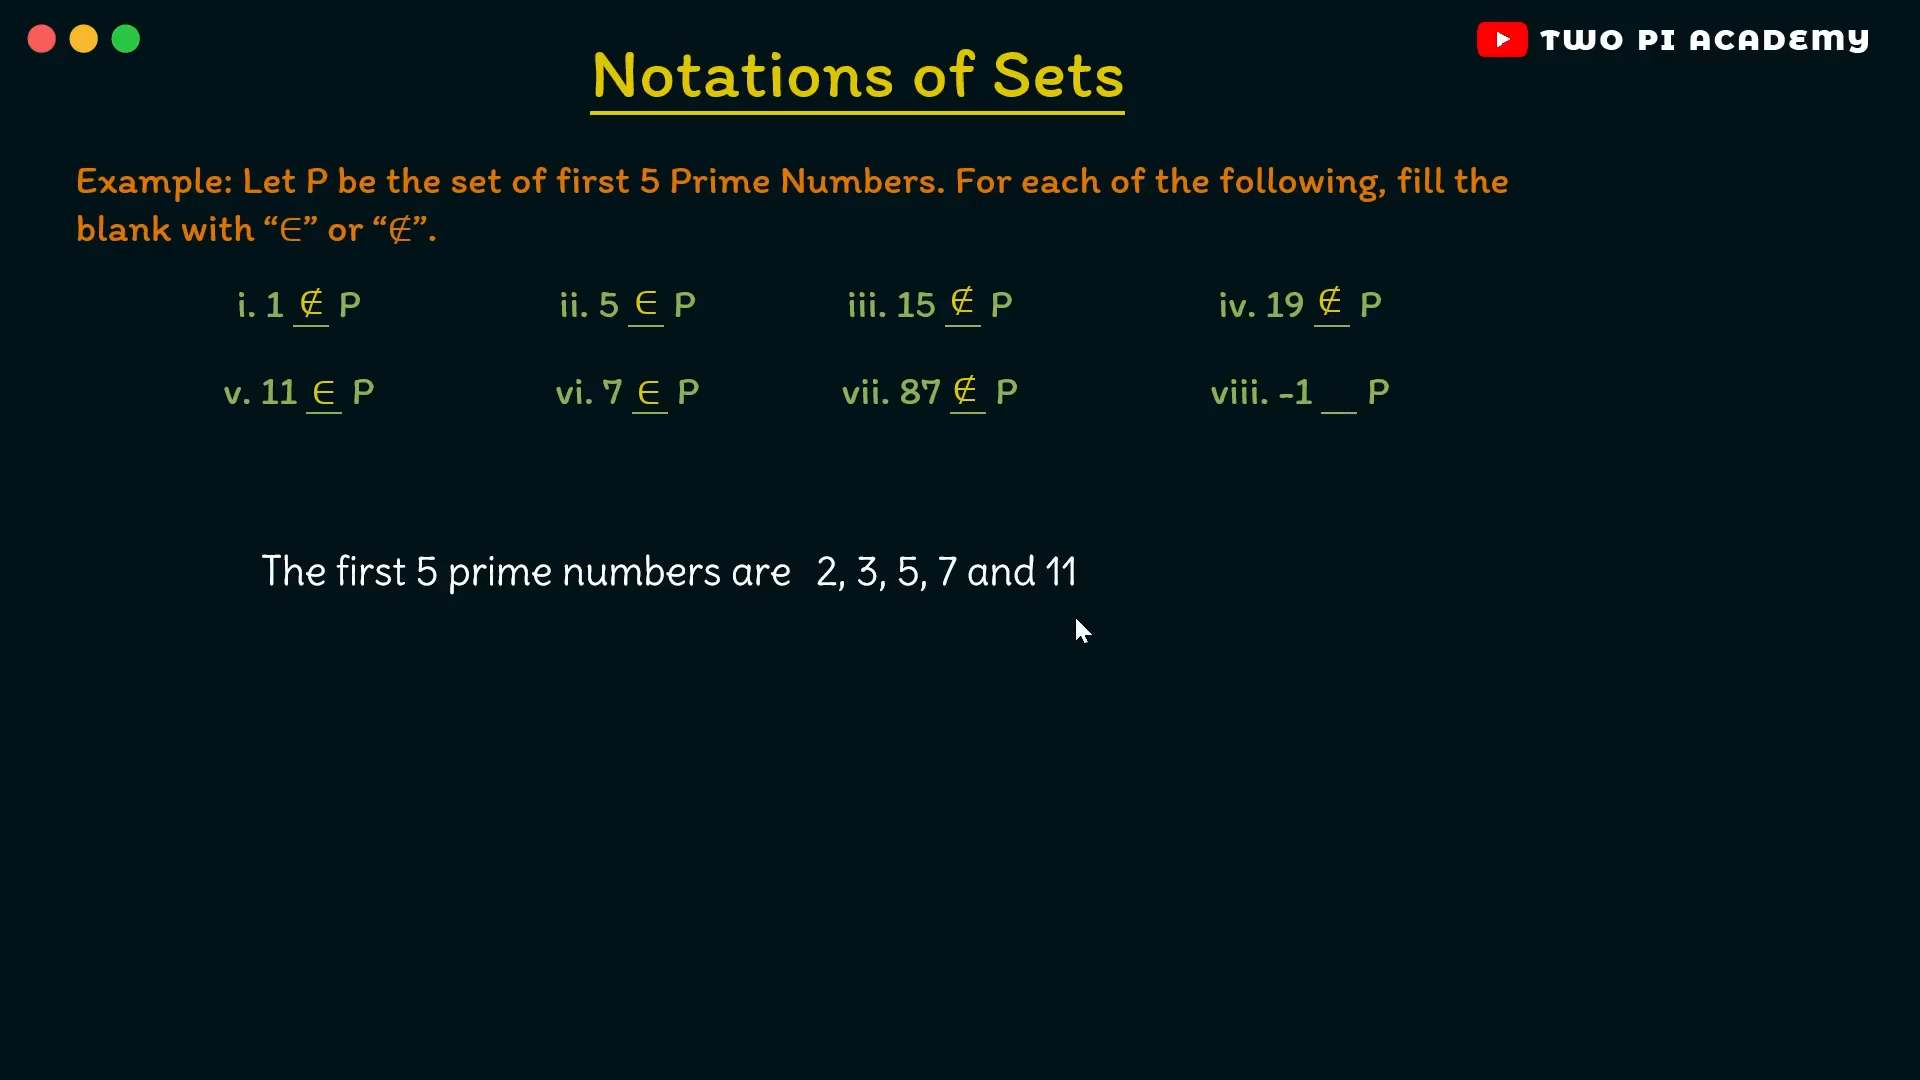 TWO PI ACADEMY
Notations of Sets
Example: Let P be the set of first 5 Prime Numbers. For each of the following, fill the
blank with “∈” or “∉”.
i. 1 ∉ P ii. 5 ∈ P iii. 15 ∉ P iv. 19 ∉ P
v. 11 ∈ P vi. 7 ∈ P vii. 87 ∉ P viii. -1 __ P
The first 5 prime numbers are 2, 3, 5, 7 and 11